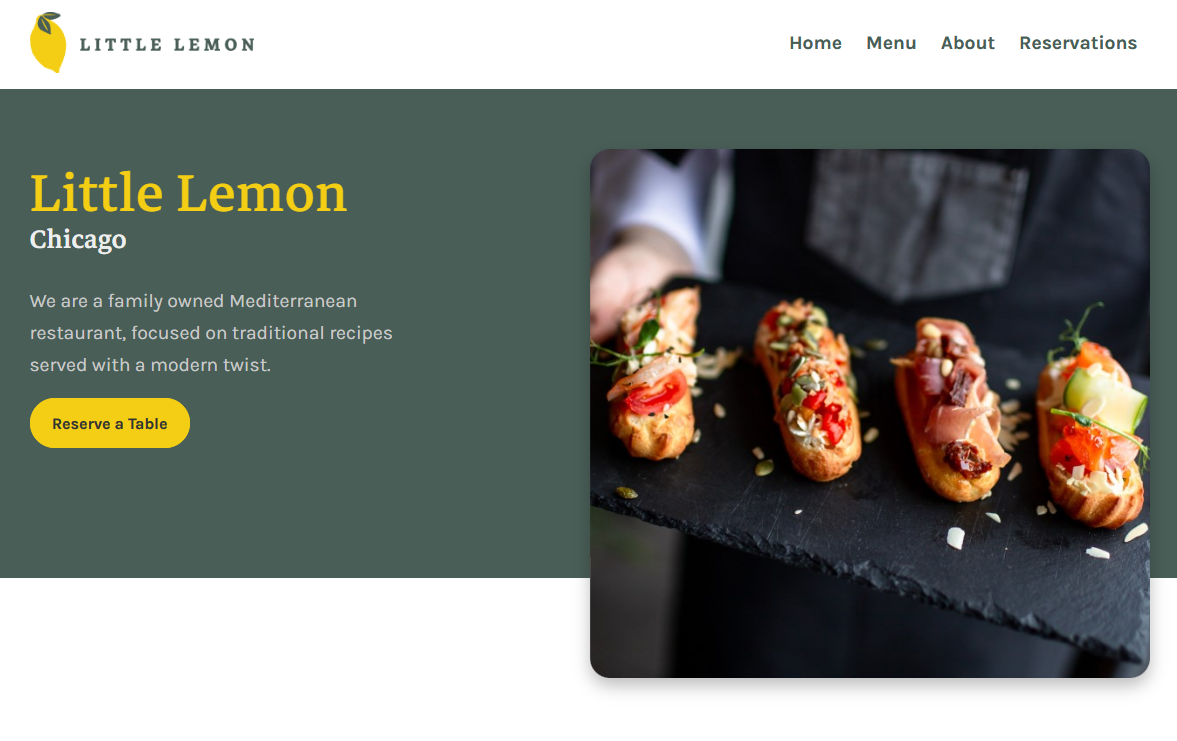 LITTLE LEMON
Home Menu About Reservations
Little Lemon
Chicago
We are a family owned Mediterranean
restaurant, focused on traditional recipes
served with a modern twist.
Reserve a Table